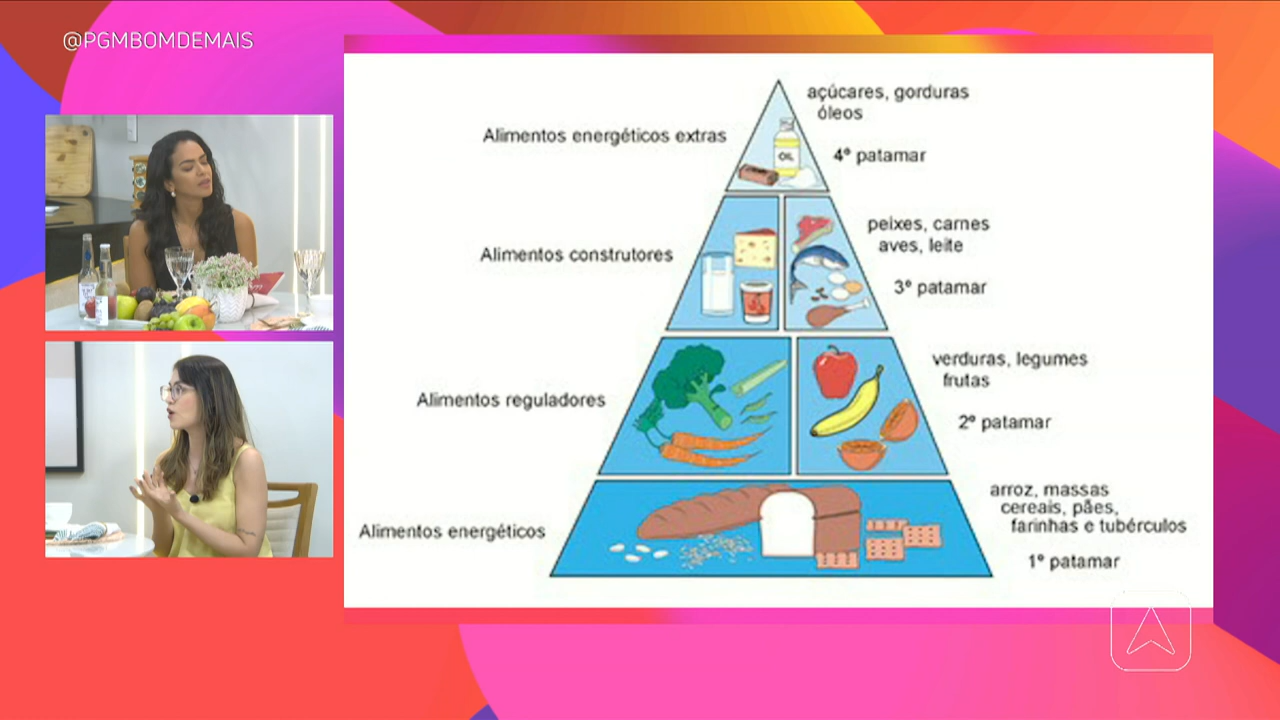 @PGMBOMDEMAIS
açúcares, gorduras
óleos
Alimentos energéticos extras
4º patamar
OIL
peixes, carnes
aves, leite
Alimentos construtores
3º patamar
verduras, legumes
frutas
Alimentos reguladores
2º patamar
arroz, massas
cereais, pães,
farinhas e tubérculos
Alimentos energéticos
1º patamar